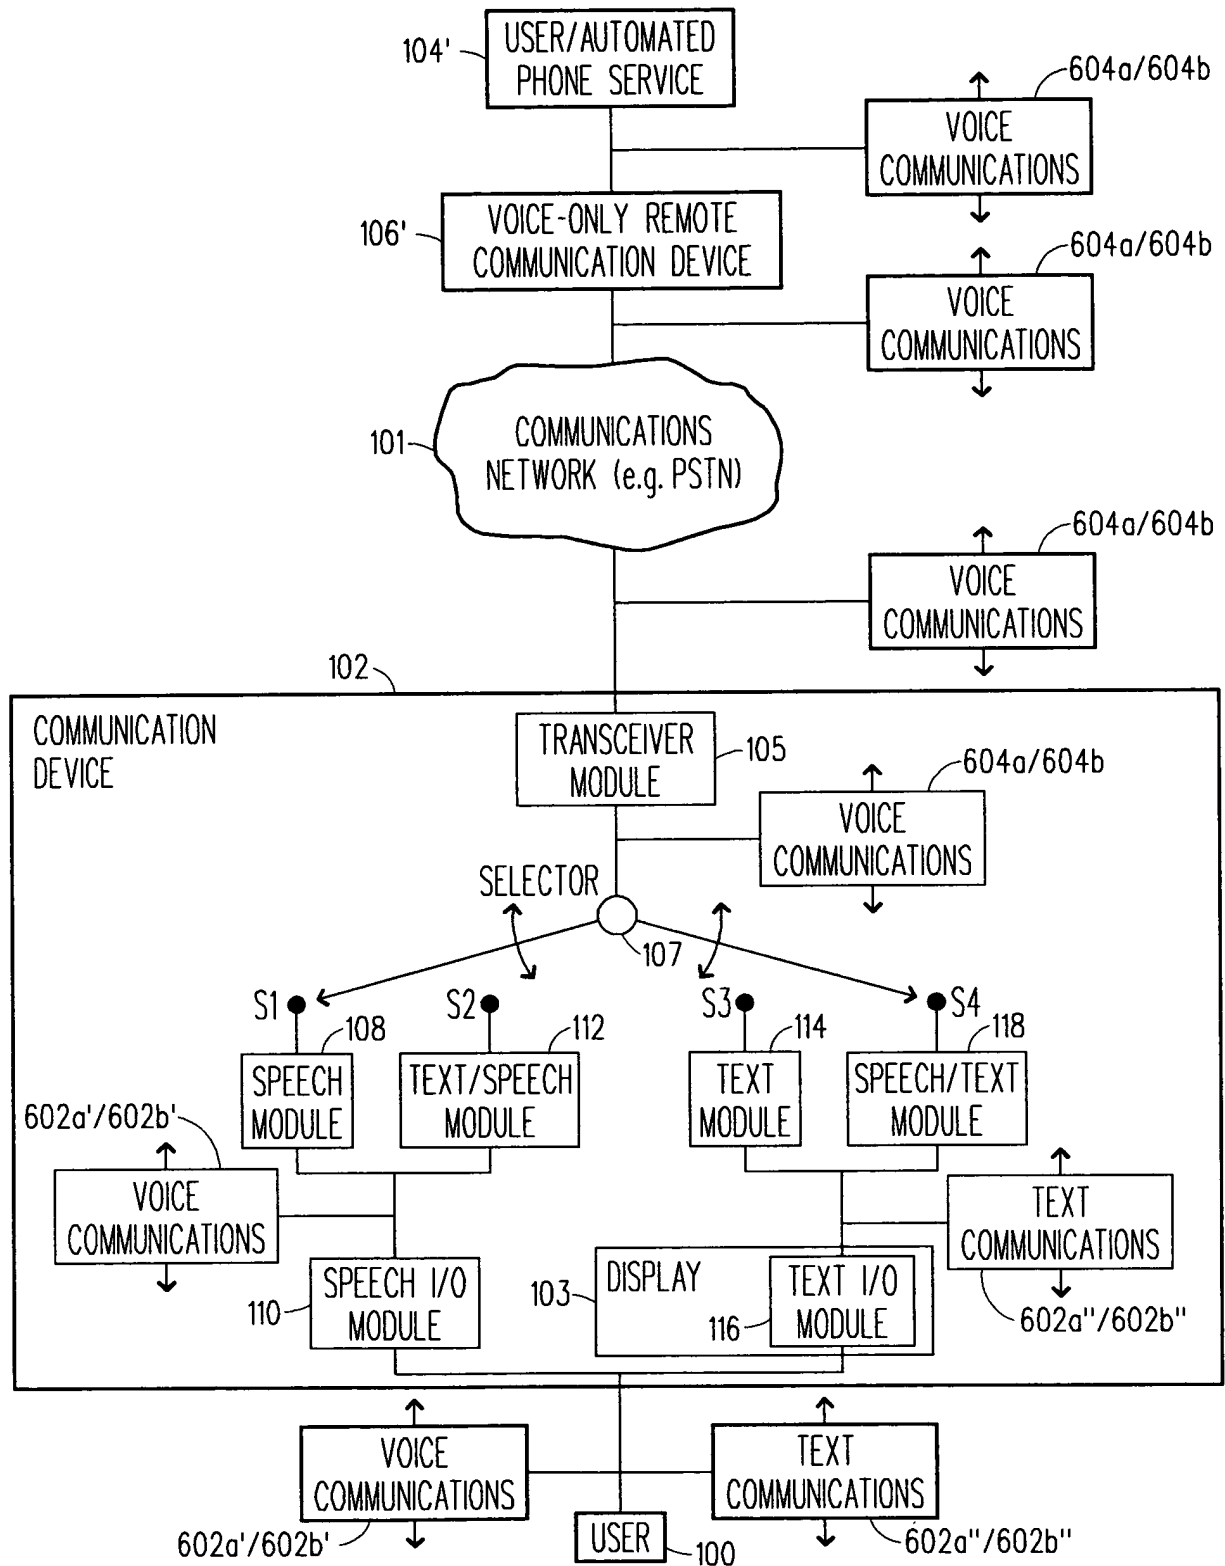 104'
USER/AUTOMATED
PHONE SERVICE
604a/604b
VOICE
COMMUNICATIONS
106'
VOICE-ONLY REMOTE
COMMUNICATION DEVICE
604a/604b
VOICE
COMMUNICATIONS
101
COMMUNICATIONS
NETWORK (e.g. PSTN)
604a/604b
VOICE
COMMUNICATIONS
102
COMMUNICATION
DEVICE
TRANSCEIVER
MODULE
105
604a/604b
VOICE
COMMUNICATIONS
SELECTOR
107
S1
S2
S3
S4
108
112
114
118
SPEECH
MODULE
TEXT/SPEECH
MODULE
TEXT
MODULE
SPEECH/TEXT
MODULE
602a'/602b'
VOICE
COMMUNICATIONS
TEXT
COMMUNICATIONS
602a"/602b"
110
SPEECH I/O
MODULE
103
DISPLAY
116
TEXT I/O
MODULE
VOICE
COMMUNICATIONS
602a'/602b'
TEXT
COMMUNICATIONS
602a"/602b"
USER
100